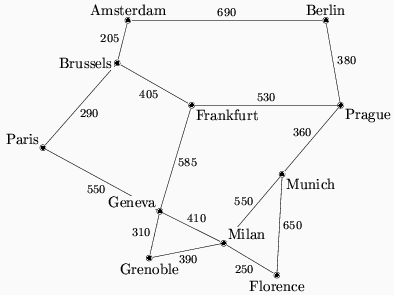 Amsterdam
690
Berlin
205
Brussels
380
405
530
Frankfurt
Prague
290
360
Paris
585
Munich
550
Geneva
550
410
650
310
Milan
390
Grenoble
250
Florence